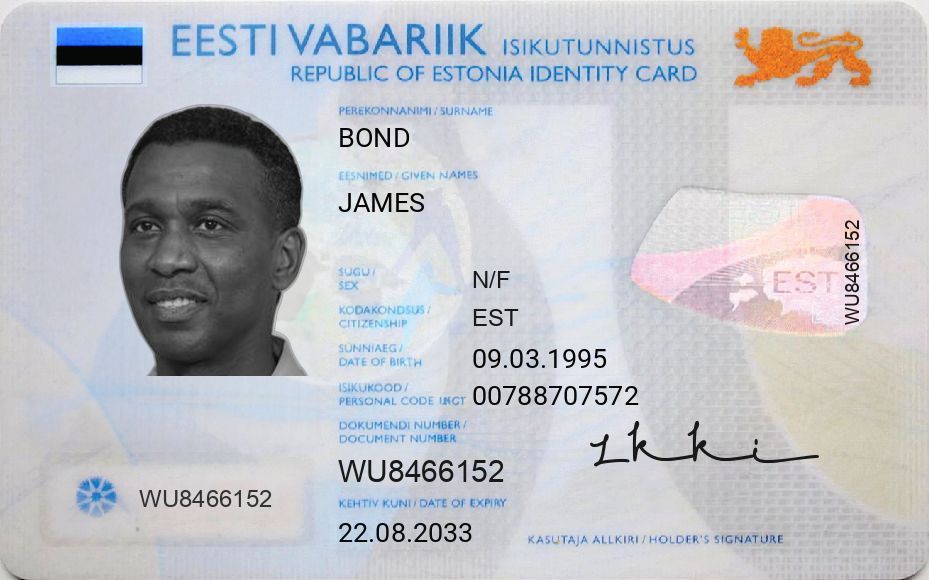 EESTI VABARIIK ISIKUTUNNISTUS
REPUBLIC OF ESTONIA IDENTITY CARD
PEREKONNANIMI / SURNAME
BOND
EESNIMED / GIVEN NAMES
JAMES
SUGU /
SEX
N/F
KODAKONDSUS /
CITIZENSHIP
EST
SÜNNIAEG /
DATE OF BIRTH
09.03.1995
ISIKUKOOD /
PERSONAL CODE
00788707572
DOKUMENDI NUMBER /
DOCUMENT NUMBER
WU8466152
KEHTIV KUNI / DATE OF EXPIRY
22.08.2033
WU8466152
EST
WU8466152
KASUTAJA ALLKIRI / HOLDER'S SIGNATURE